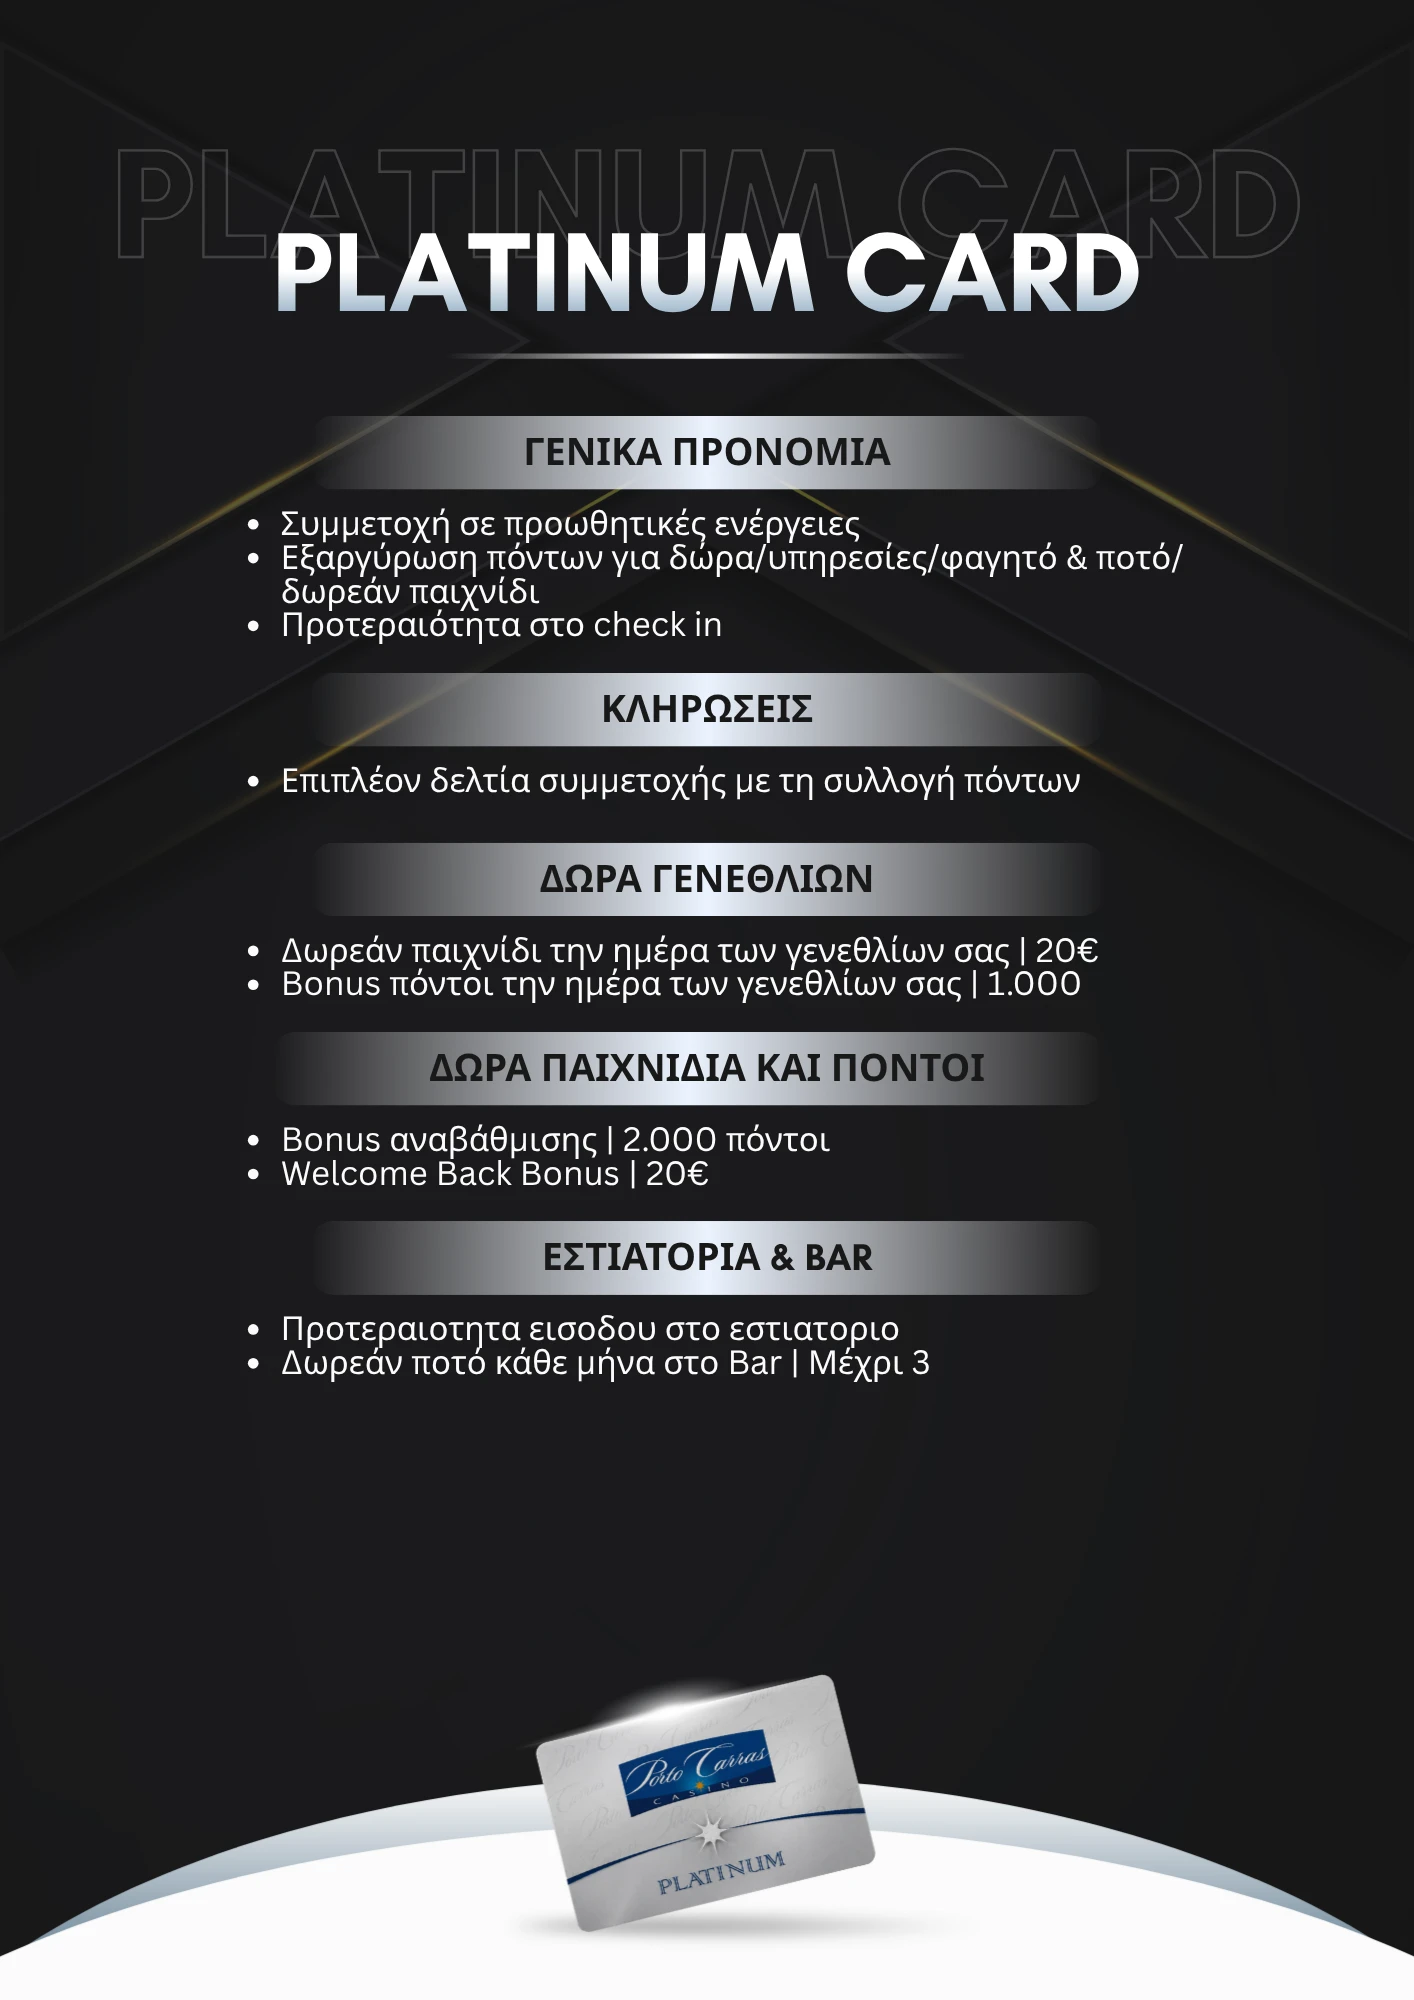 PLATINUM CARD
PLATINUM CARD
ΓΕΝΙΚΑ ΠΡΟΝΟΜΙΑ
• Συμμετοχή σε προωθητικές ενέργειες
• Εξαργύρωση πόντων για δώρα/υπηρεσίες/φαγητό & ποτό/
δωρεάν παιχνίδι
• Προτεραιότητα στο check in
ΚΛΗΡΩΣΕΙΣ
• Επιπλέον δελτία συμμετοχής με τη συλλογή πόντων
ΔΩΡΑ ΓΕΝΕΘΛΙΩΝ
• Δωρεάν παιχνίδι την ημέρα των γενεθλίων σας | 20€
• Bonus πόντοι την ημέρα των γενεθλίων σας | 1.000
ΔΩΡΑ ΠΑΙΧΝΙΔΙΑ ΚΑΙ ΠΟΝΤΟΙ
• Bonus αναβάθμισης | 2.000 πόντοι
• Welcome Back Bonus | 20€
ΕΣΤΙΑΤΟΡΙΑ & BAR
• Προτεραιοτητα εισοδου στο εστιατοριο
• Δωρεάν ποτό κάθε μήνα στο Bar | Μέχρι 3
Porto Carras
CASINO
PLATINUM